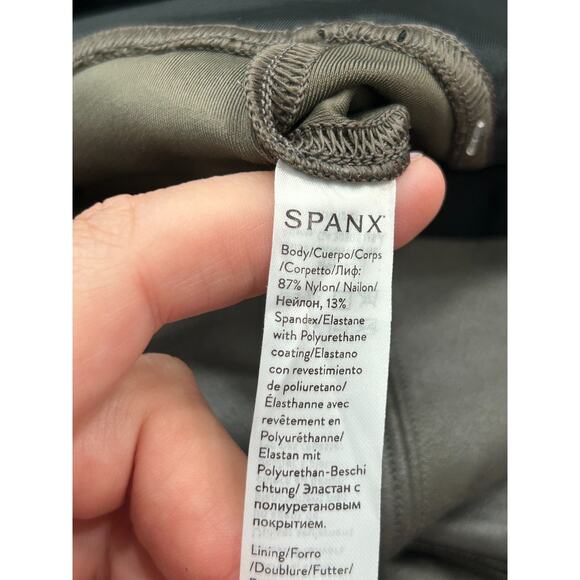 SPANX
Body/Cuerpo/Corps
/Corpetto/Лиф:
87% Nylon/ Nailon/
Нейлон, 13%
Spandex/Elastane
with Polyurethane
coating/Elastano
con revestimiento
de poliuretano/
Élasthanne avec
revêtement en
Polyuréthanne/
Elastan mit
Polyurethan-Beschi
chtung/ Эластан с
полиуретановым
покрытием.
Lining/Forro
/Doublure/Futter/